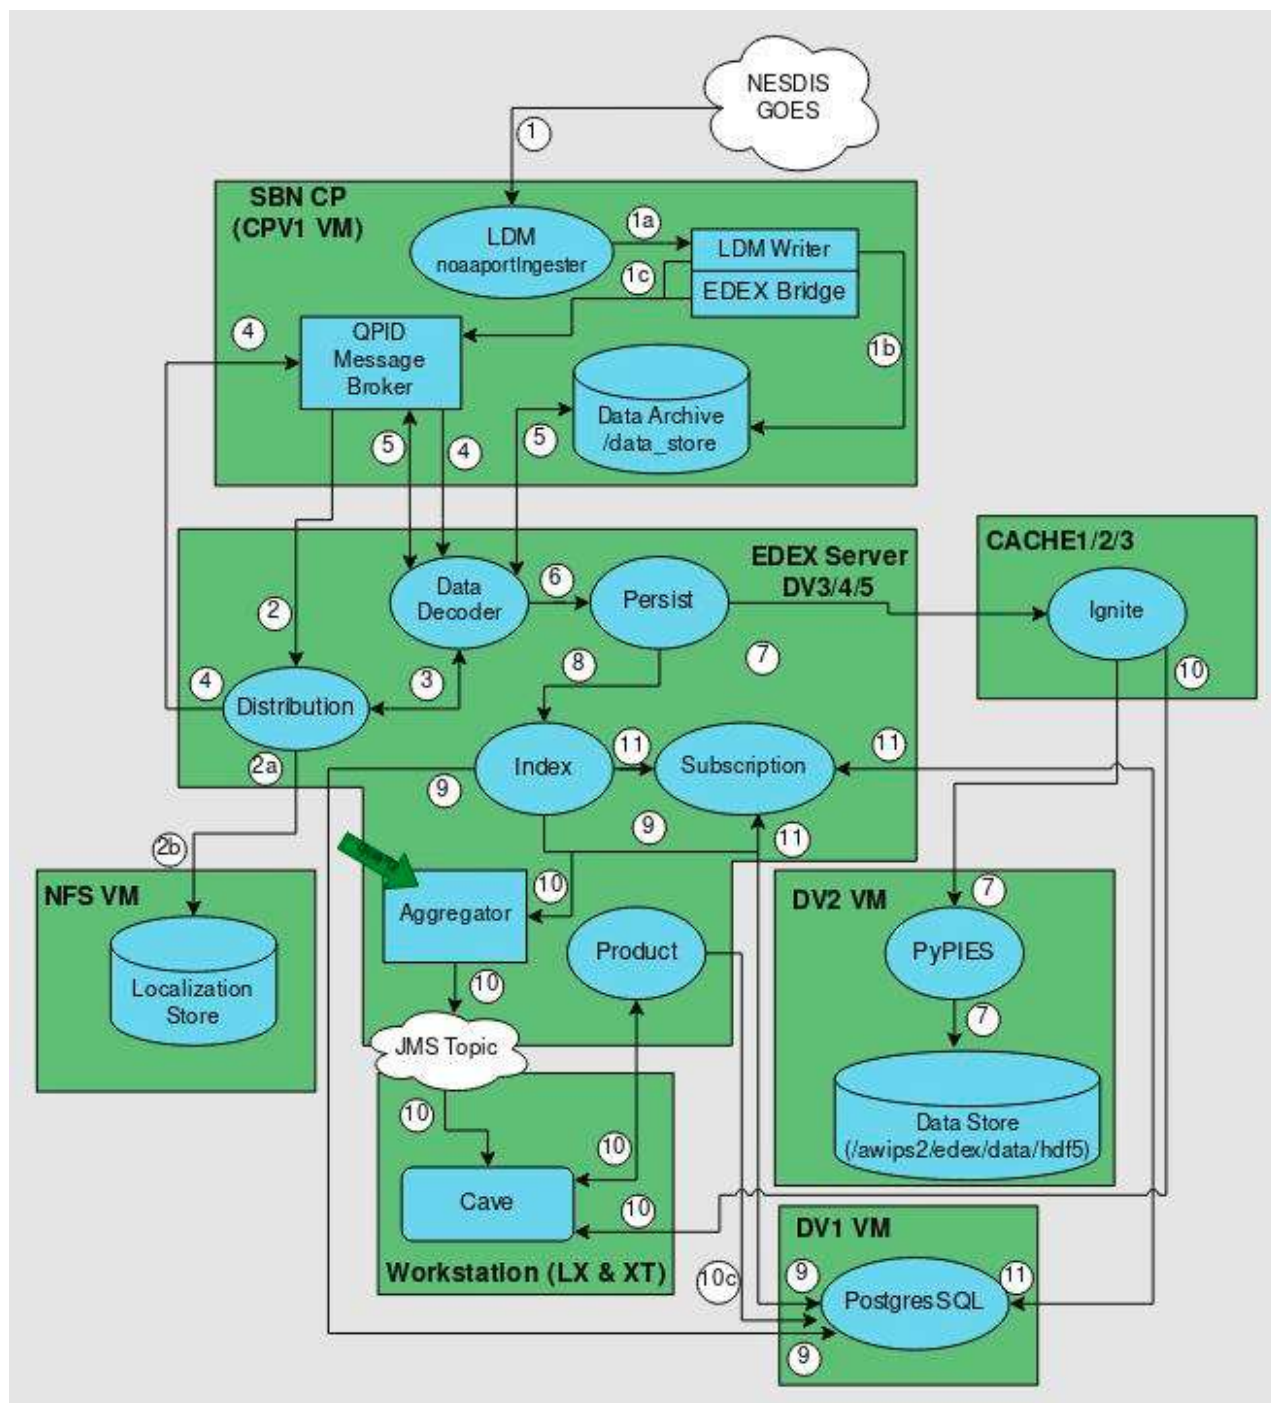 NESDIS
GOES
1
SBN CP
(CPV1 VM)
LDM
noaaportIngester
1a
LDM Writer
1c
EDEX Bridge
4
QPID
Message
Broker
1b
Data Archive
/data_store
5
4
5
EDEX Server
DV3/4/5
CACHE1/2/3
Data
Decoder
6
Persist
Ignite
2
8
7
10
4
3
Distribution
2a
Index
11
Subscription
11
9
9
11
2b
NFS VM
10
Aggregator
DV2 VM
7
Product
PyPIES
Localization
Store
10
7
JMS Topic
10
Data Store
(/awips2/edex/data/hdf5)
10
Cave
10
DV1 VM
Workstation (LX & XT)
10c
9
11
PostgresSQL
9